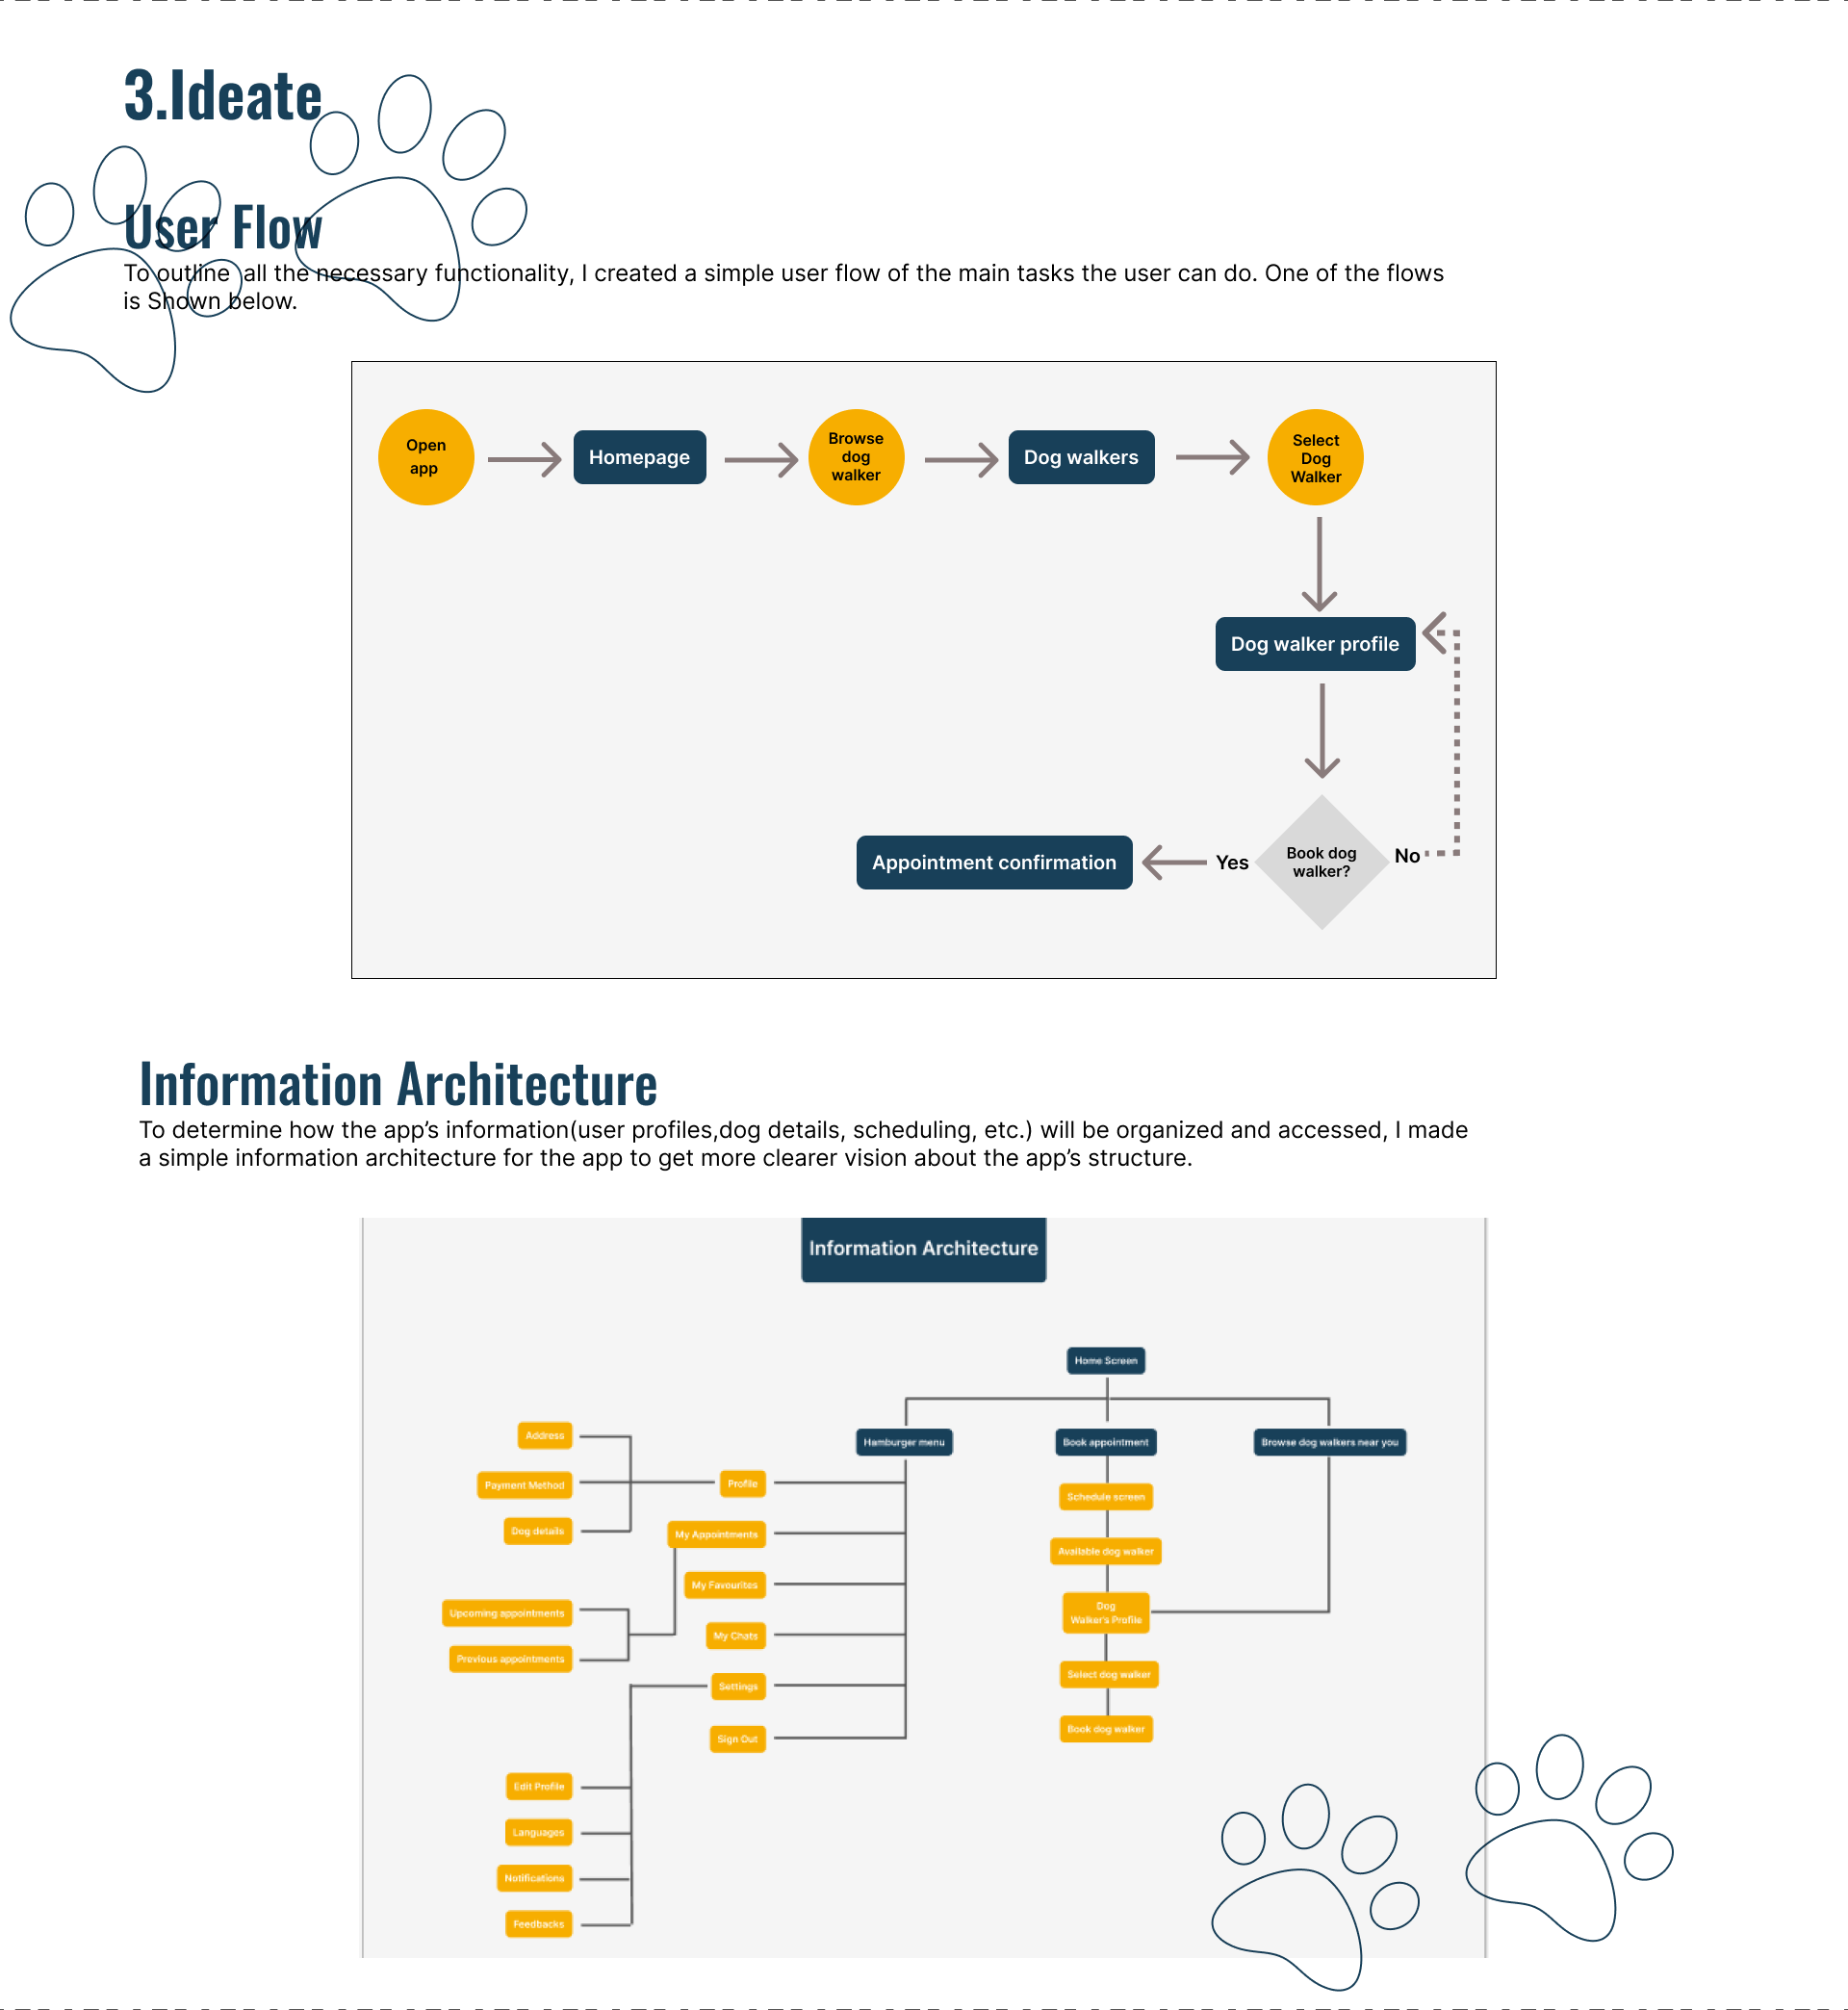 3.Ideate
User Flow
To outline  all the necessary functionality, I created a simple user flow of the main tasks the user can do. One of the flows
is Shown below.
Open
app
Homepage
Browse
dog
walker
Dog walkers
Select
Dog
Walker
Dog walker profile
Book dog
walker?
Yes
No
Appointment confirmation
Information Architecture
To determine how the app’s information(user profiles,dog details, scheduling, etc.) will be organized and accessed, I made
a simple information architecture for the app to get more clearer vision about the app’s structure.
Information Architecture
Home Screen
Hamburger menu
Book appointment
Browse dog walkers near you
Address
Payment Method
Dog details
Profile
My Appointments
My Favourites
My Chats
Settings
Sign Out
Upcoming appointments
Previous appointments
Edit Profile
Languages
Notifications
Feedbacks
Schedule screen
Available dog walker
Dog
Walker's Profile
Select dog walker
Book dog walker